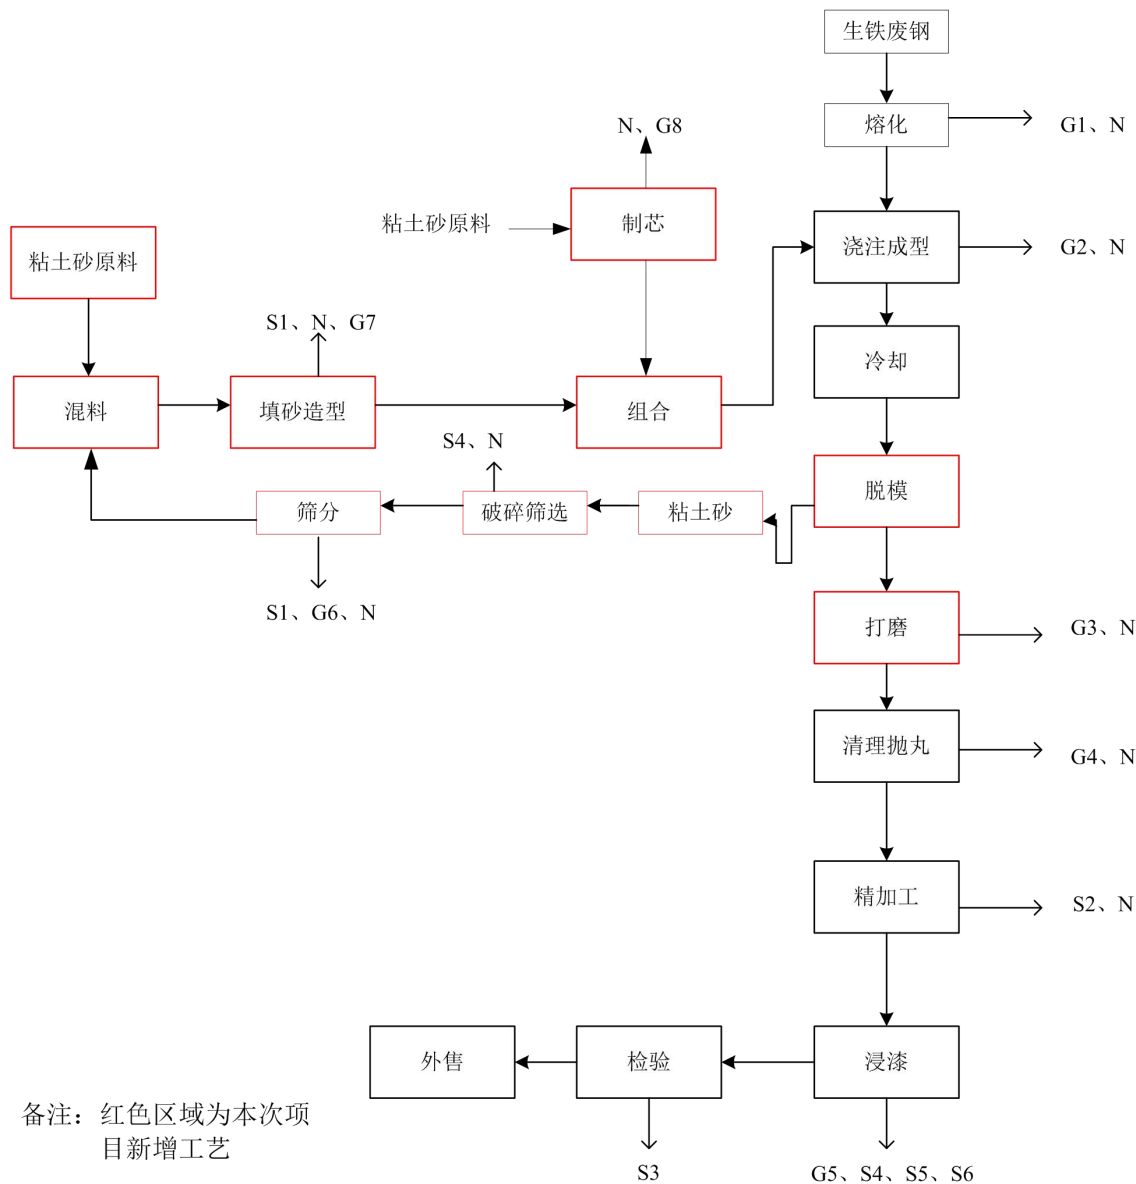 生铁废钢
熔化
G1、N
N、G8
粘土砂原料
制芯
浇注成型
G2、N
粘土砂原料
S1、N、G7
冷却
混料
填砂造型
组合
S4、N
脱模
筛分
破碎筛选
粘土砂
S1、G6、N
打磨
G3、N
清理抛丸
G4、N
精加工
S2、N
外售
检验
浸漆
备注：红色区域为本次项
目新增工艺
S3
G5、S4、S5、S6